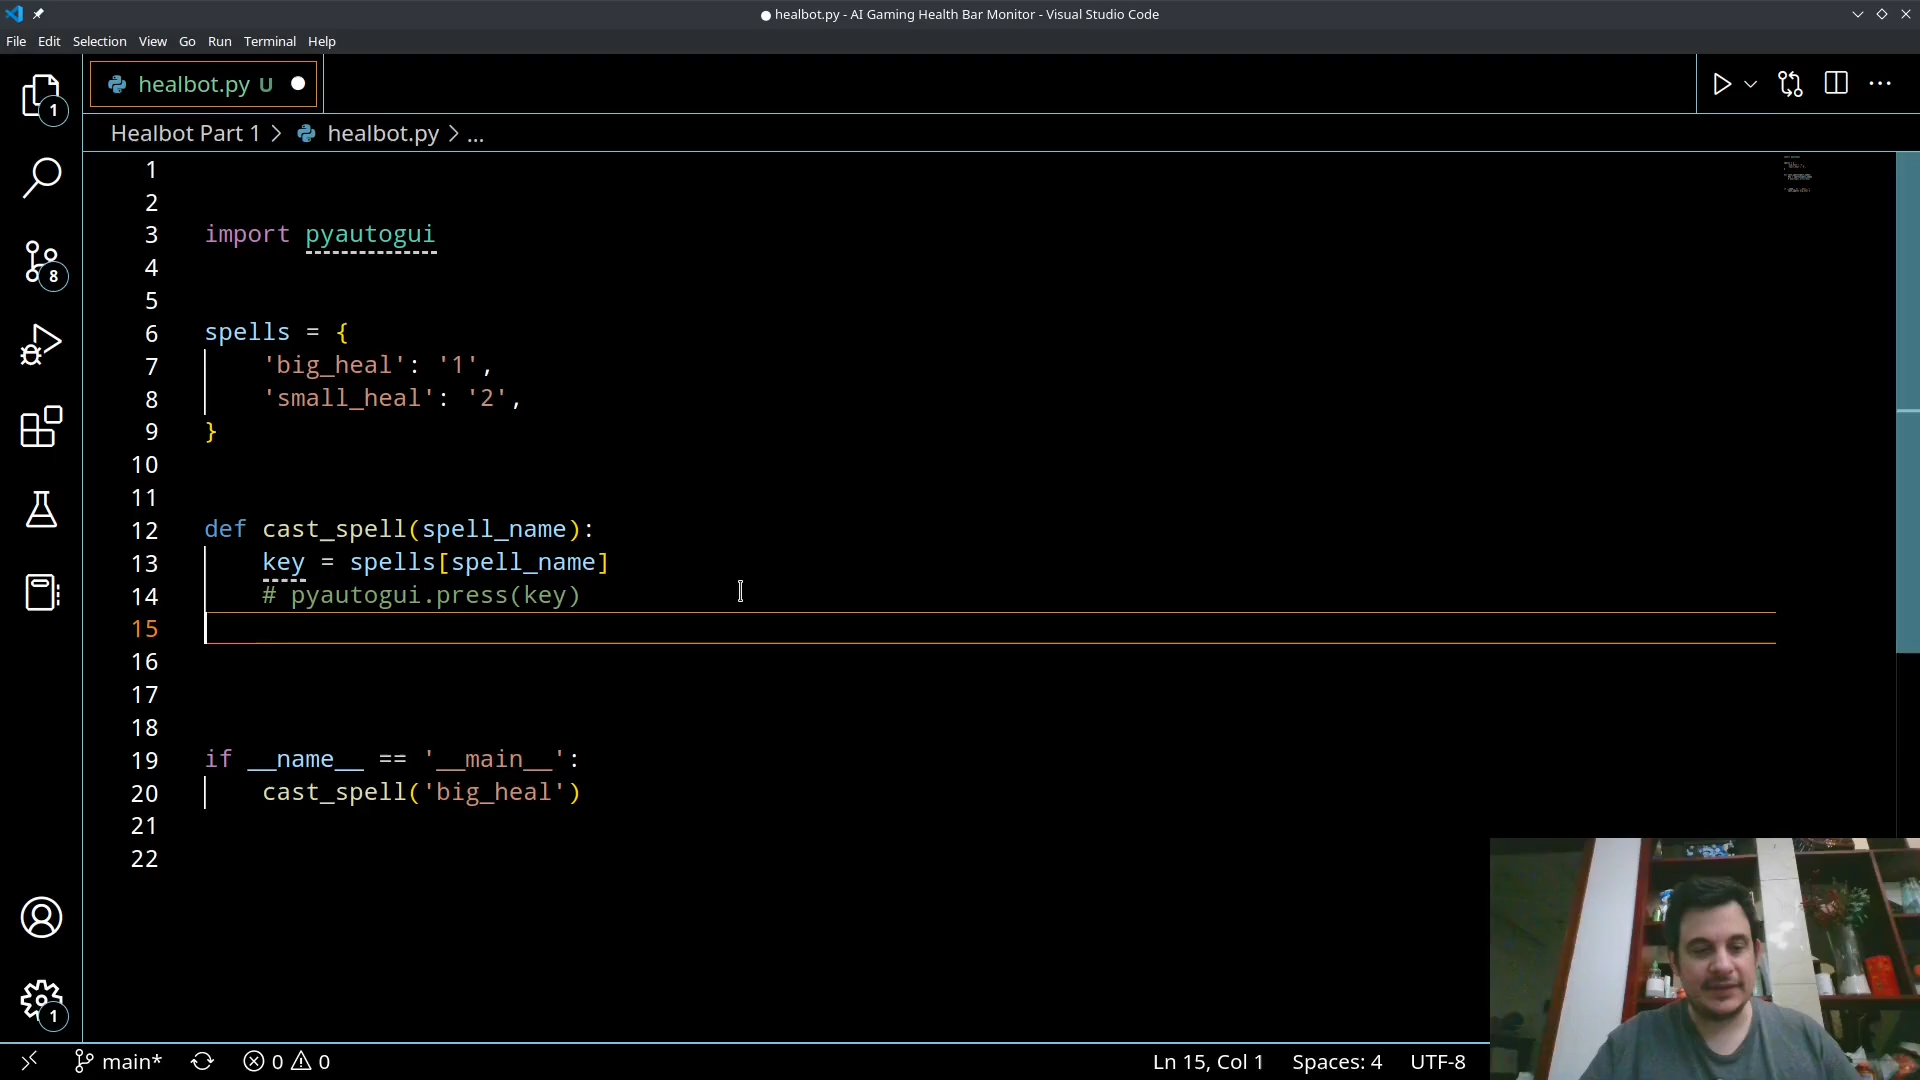 healbot.py - AI Gaming Health Bar Monitor - Visual Studio Code
File Edit Selection View Go Run Terminal Help
healbot.py U
Healbot Part 1 > healbot.py > ...
1
8
1
1
1
2
3 import pyautogui
4
5
6 spells = {
7 'big_heal': '1',
8 'small_heal': '2',
9 }
10
11
12 def cast_spell(spell_name):
13 key = spells[spell_name]
14 # pyautogui.press(key)
15
16
17
18
19 if __name__ == '__main__':
20 cast_spell('big_heal')
21
22
main* 0 0 Ln 15, Col 1 Spaces: 4 UTF-8